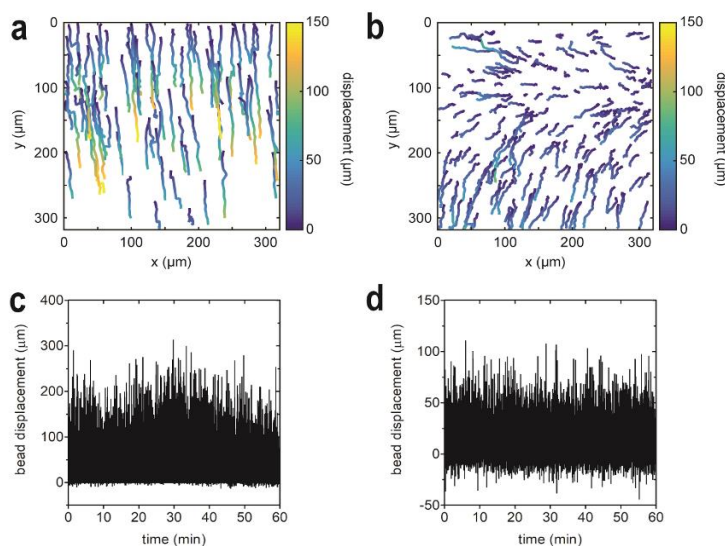 a
0
100
200
300
y (µm)
0 100 200 300
x (µm)
150
100
50
0
displacement (µm)
b
0
100
200
300
y (µm)
0 100 200 300
x (µm)
150
100
50
0
displacement (µm)
c
400
300
200
100
0
bead displacement (µm)
0 10 20 30 40 50 60
time (min)
d
150
100
50
0
-50
bead displacement (µm)
0 10 20 30 40 50 60
time (min)